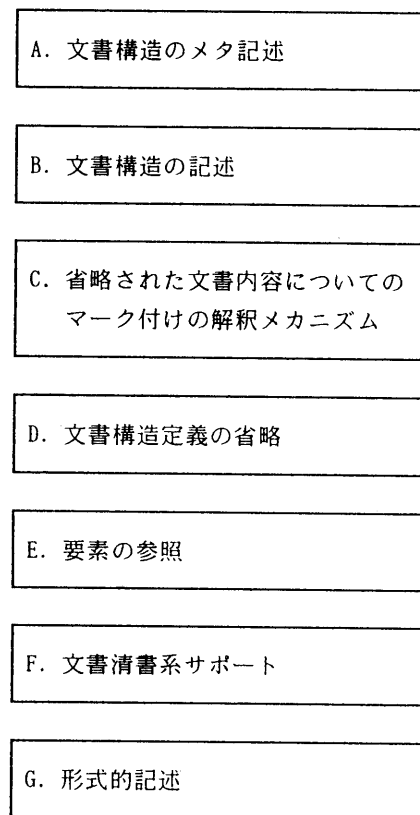 A. 文書構造のメタ記述
B. 文書構造の記述
C. 省略された文書内容についての
マーク付けの解釈メカニズム
D. 文書構造定義の省略
E. 要素の参照
F. 文書清書系サポート
G. 形式的記述